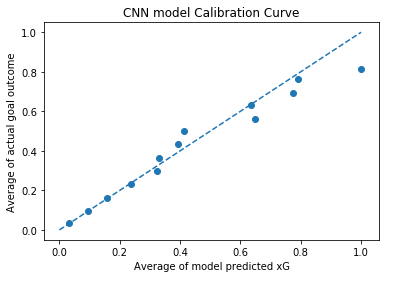 CNN model Calibration Curve
Average of actual goal outcome
1.0
0.8
0.6
0.4
0.2
0.0
0.0 0.2 0.4 0.6 0.8 1.0
Average of model predicted xG